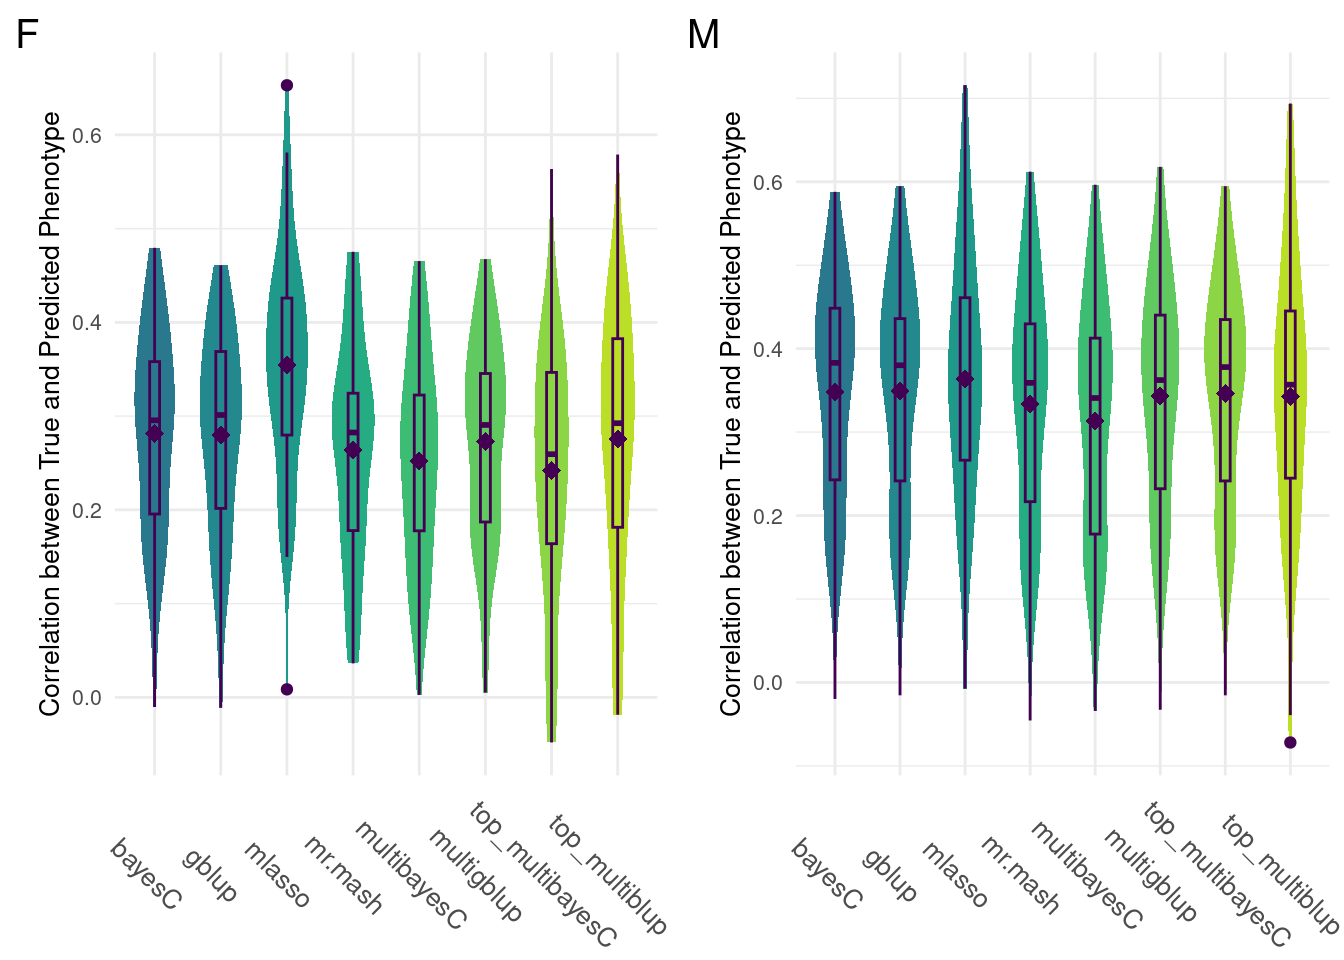 F
Correlation between True and Predicted Phenotype
0.6
0.4
0.2
0.0
bayesC
gblup
mlasso
mr.mash
multibayesC
multigblup
top_multibayesC
top_multiblup
M
Correlation between True and Predicted Phenotype
0.6
0.4
0.2
0.0
bayesC
gblup
mlasso
mr.mash
multibayesC
multigblup
top_multibayesC
top_multiblup